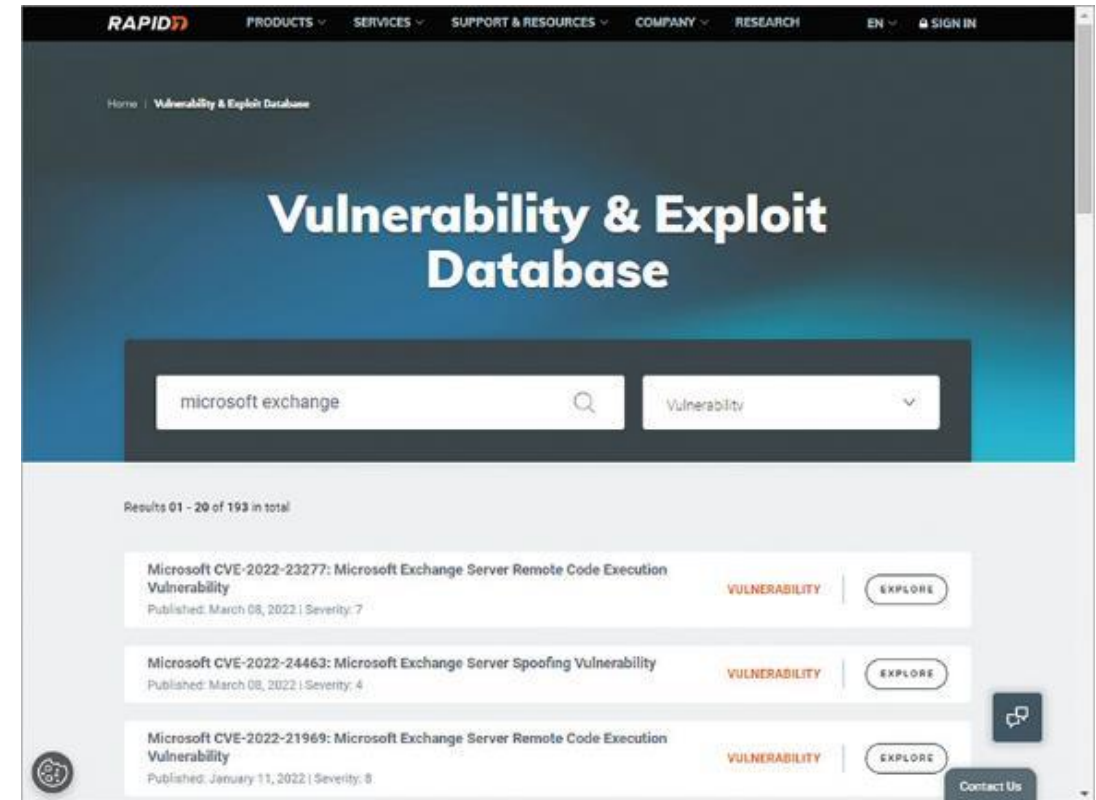 RAPID7 PRODUCTS SERVICES SUPPORT & RESOURCES COMPANY RESEARCH EN SIGN IN
Home | Vulnerability & Exploit Database
Vulnerability & Exploit
Database
microsoft exchange
Vulnerability
Results 01 - 20 of 193 in total
Microsoft CVE-2022-23277: Microsoft Exchange Server Remote Code Execution
Vulnerability
Published: March 08, 2022 | Severity: 7
VULNERABILITY
EXPLORE
Microsoft CVE-2022-24463: Microsoft Exchange Server Spoofing Vulnerability
Published: March 08, 2022 | Severity: 4
VULNERABILITY
EXPLORE
Microsoft CVE-2022-21969: Microsoft Exchange Server Remote Code Execution
Vulnerability
Published: January 11, 2022 | Severity: 8
VULNERABILITY
EXPLORE
Contact Us